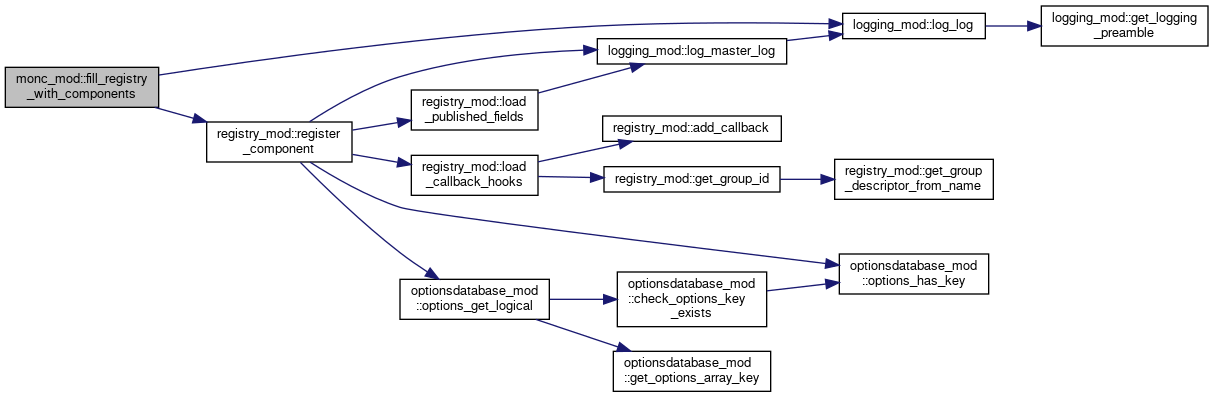 monc_mod::fill_registry
_with_components
registry_mod::register
_component
logging_mod::log_log
logging_mod::get_logging
_preamble
logging_mod::log_master_log
registry_mod::load
_published_fields
registry_mod::load
_callback_hooks
registry_mod::add_callback
registry_mod::get_group_id
registry_mod::get_group
_descriptor_from_name
optionsdatabase_mod
::options_get_logical
optionsdatabase_mod
::check_options_key
_exists
optionsdatabase_mod
::options_has_key
optionsdatabase_mod
::get_options_array_key